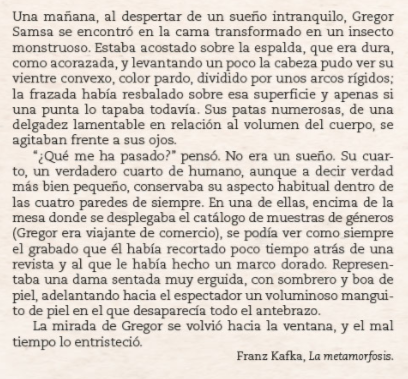 Una mañana, al despertar de un sueño intranquilo, Gregor
Samsa se encontró en la cama transformado en un insecto
monstruoso. Estaba acostado sobre la espalda, que era dura,
como acorazada, y levantando un poco la cabeza pudo ver su
vientre convexo, color pardo, dividido por unos arcos rígidos;
la frazada había resbalado sobre esa superficie y apenas si
una punta lo tapaba todavía. Sus patas numerosas, de una
delgadez lamentable en relación al volumen del cuerpo, se
agitaban frente a sus ojos.
"¿Qué me ha pasado?" pensó. No era un sueño. Su cuar-
to, un verdadero cuarto de humano, aunque a decir verdad
más bien pequeño, conservaba su aspecto habitual dentro de
las cuatro paredes de siempre. En una de ellas, encima de la
mesa donde se desplegaba el catálogo de muestras de géneros
(Gregor era viajante de comercio), se podía ver como siempre
el grabado que él había recortado poco tiempo atrás de una
revista y al que le había hecho un marco dorado. Represen-
taba una dama sentada muy erguida, con sombrero y boa de
piel, adelantando hacia el espectador un voluminoso mangui-
to de piel en el que desaparecía todo el antebrazo.
La mirada de Gregor se volvió hacia la ventana, y el mal
tiempo lo entristeció.
Franz Kafka, La metamorfosis.